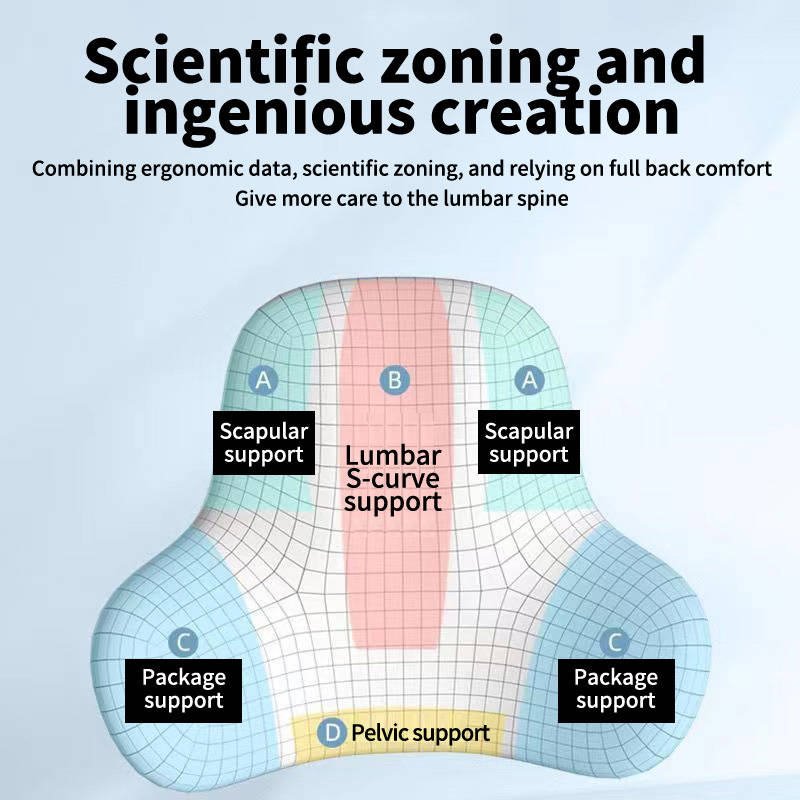 Scientific zoning and
ingenious creation
Combining ergonomic data, scientific zoning, and relying on full back comfort
Give more care to the lumbar spine
A
B
A
Scapular
support
Lumbar
S-curve
support
Scapular
support
C
Package
support
C
Package
support
D Pelvic support